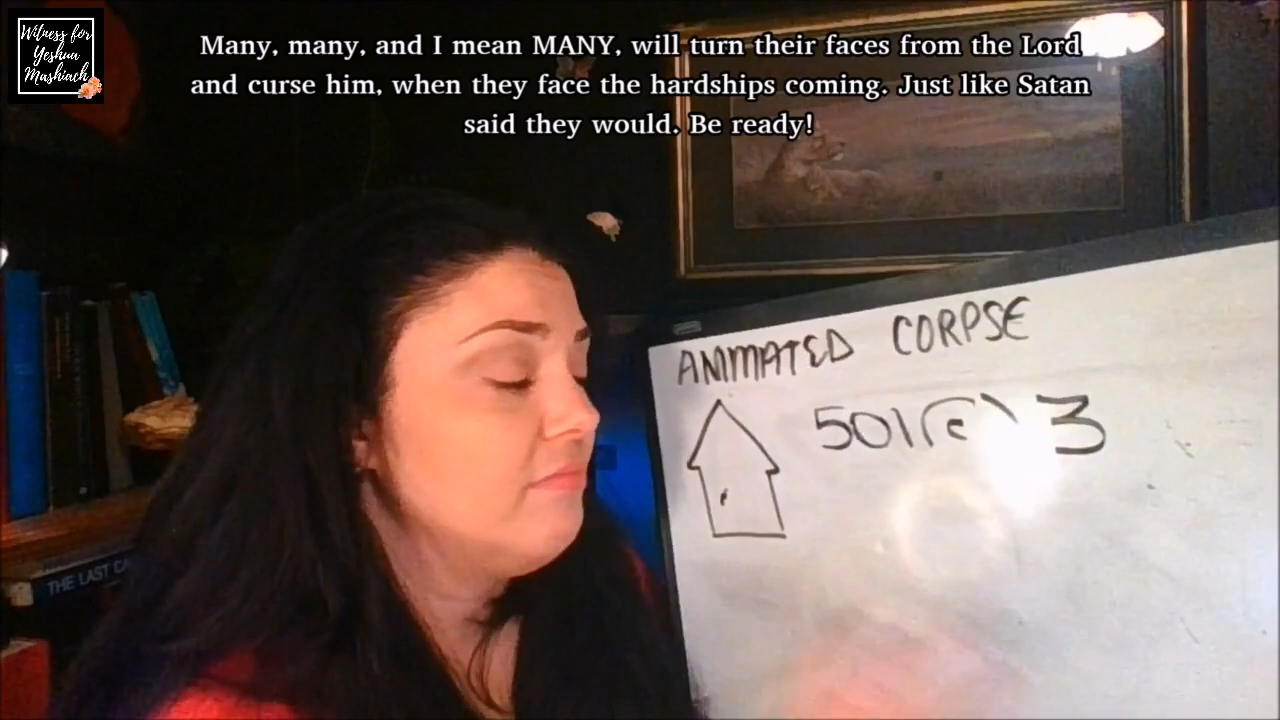 Witness for
Yeshua
Mashiach
Many, many, and I mean MANY, will turn their faces from the Lord
and curse him, when they face the hardships coming. Just like Satan
said they would. Be ready!
ANIMATED CORPSE
501(c) 3
THE LAST